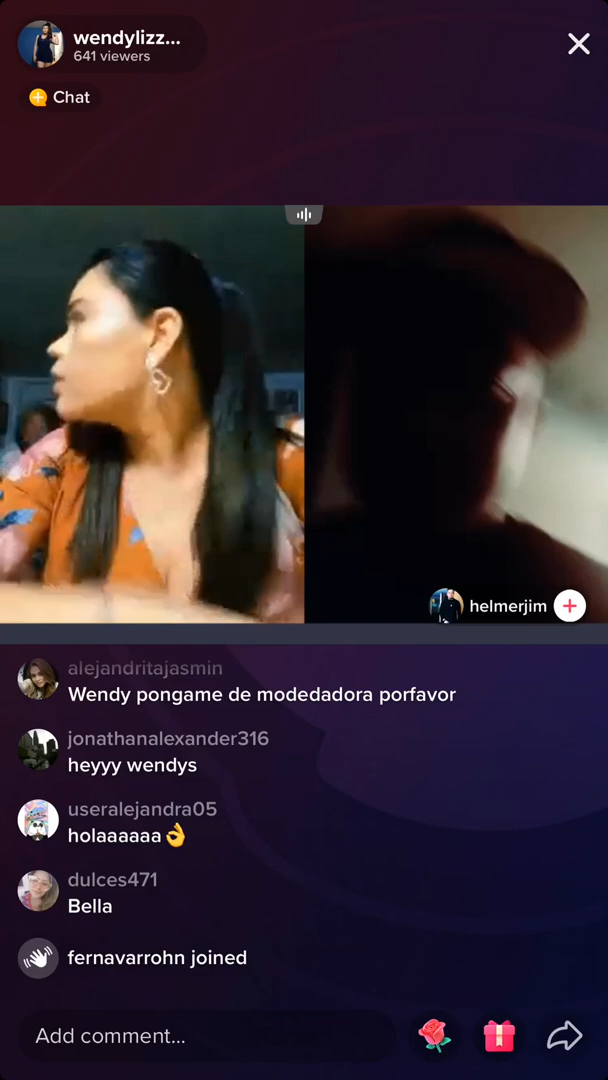 wendylizz...
641 viewers
Chat
helmerjim
alejandritajasmin
Wendy pongame de modedadora porfavor
jonathanalexander316
heyyy wendys
useralejandra05
holaaaaaa👌
dulces471
Bella
fernavarrohn joined
Add comment...